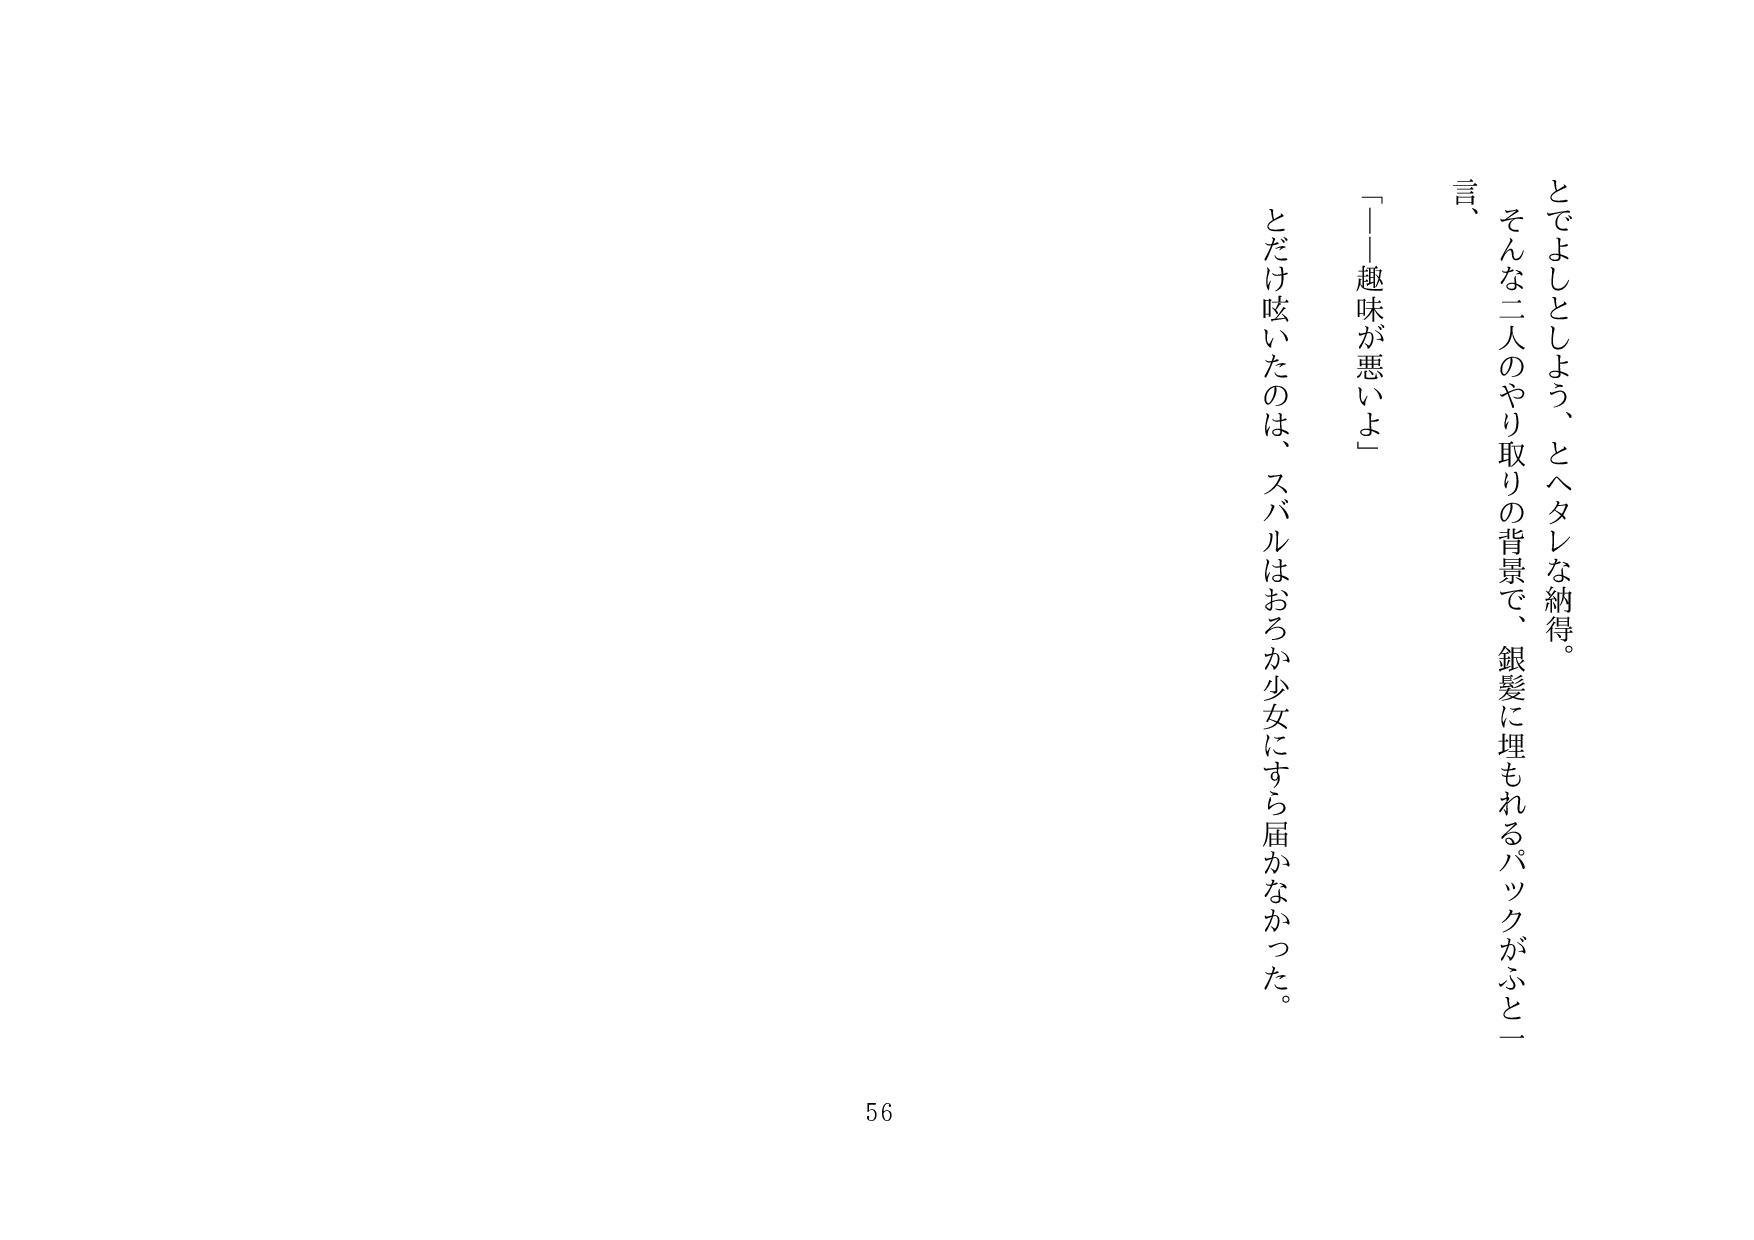 とでよしとしよう、とヘタレな納得。
そんな二人のやり取りの背景で、銀髪に埋もれるパックがふと一
言、
「――趣味が悪いよ」
とだけ呟いたのは、スバルはおろか少女にすら届かなかった。
56